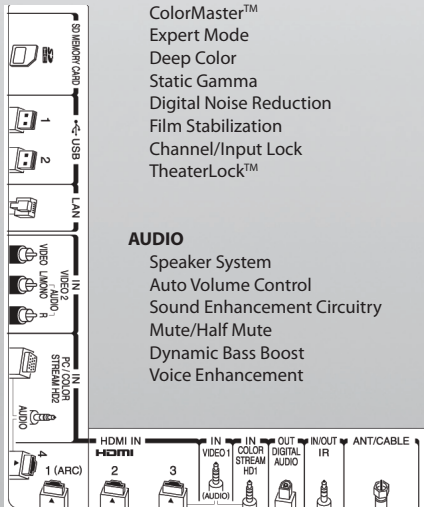 ColorMaster™
Expert Mode
Deep Color
Static Gamma
Digital Noise Reduction
Film Stabilization
Channel/Input Lock
TheaterLock™
AUDIO
Speaker System
Auto Volume Control
Sound Enhancement Circuitry
Mute/Half Mute
Dynamic Bass Boost
Voice Enhancement
SD MEMORY CARD
USB
1
2
LAN
IN
VIDEO 2
AUDIO
VIDEO
L/MONO
R
IN
PC / COLOR
STREAM HD2
AUDIO
4
HDMI IN
HDMI
1 (ARC)
2
3
IN
VIDEO 1
(AUDIO)
IN
COLOR
STREAM
HD1
OUT
DIGITAL
AUDIO
IN/OUT
IR
ANT/CABLE